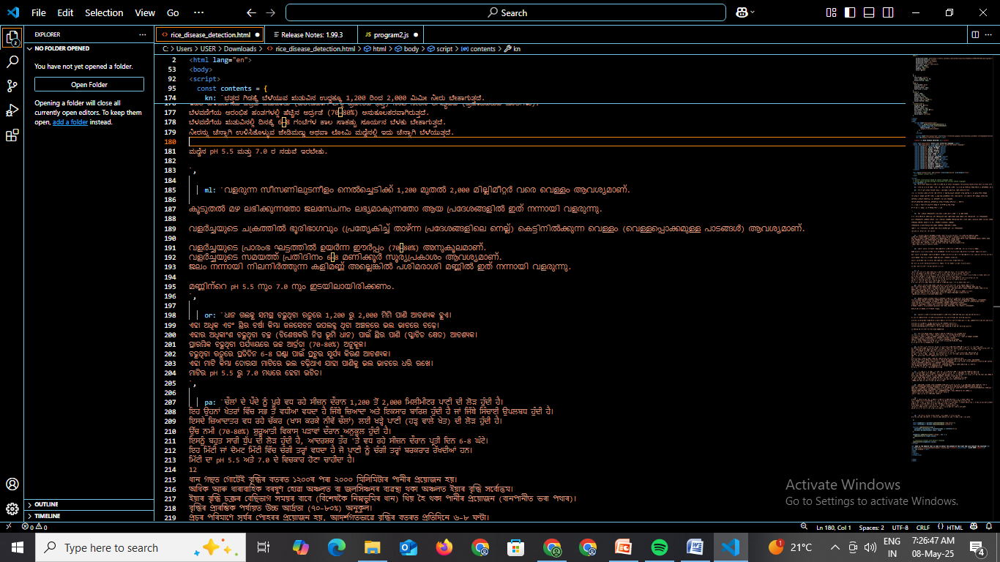 File Edit Selection View Go ··· Search
EXPLORER ···
NO FOLDER OPENED
You have not yet opened a folder.
Open Folder
Opening a folder will close all
currently open editors. To keep them
open, add a folder instead.
OUTLINE
TIMELINE
rice_disease_detection.html Release Notes: 1.99.3 JS program2.js
C: > Users > USER > Downloads > rice_disease_detection.html > html > body > script > contents > kn
2 <html lang="en">
53 <body>
92 <script>
95 const contents = {
174 kn: `ಭತ್ತದ ಗಿಡಕ್ಕೆ ಬೆಳೆಯುವ ಋತುವಿನ ಉದ್ದಕ್ಕೂ 1,200 ರಿಂದ 2,000 ಮಿಮೀ ನೀರು ಬೇಕಾಗುತ್ತದೆ.
177 ಬೆಳವಣಿಗೆಯ ಆರಂಭಿಕ ಹಂತಗಳಲ್ಲಿ ಹೆಚ್ಚಿನ ಆರ್ದ್ರತೆ (70-80%) ಅನುಕೂಲಕರವಾಗಿರುತ್ತದೆ.
178 ಬೆಳೆಯುವ ಋತುವಿನಲ್ಲಿ ದಿನಕ್ಕೆ 6-8 ಗಂಟೆಗಳ ಕಾಲ ಸಾಕಷ್ಟು ಸೂರ್ಯನ ಬೆಳಕು ಬೇಕಾಗುತ್ತದೆ.
179 ನೀರನ್ನು ಚೆನ್ನಾಗಿ ಉಳಿಸಿಕೊಳ್ಳುವ ಜೇಡಿಮಣ್ಣು ಅಥವಾ ಲೋಮಿ ಮಣ್ಣಿನಲ್ಲಿ ಇದು ಚೆನ್ನಾಗಿ ಬೆಳೆಯುತ್ತದೆ.
180
181 ಮಣ್ಣಿನ pH 5.5 ಮತ್ತು 7.0 ರ ನಡುವೆ ಇರಬೇಕು.
182
183 `,
184
185 ml: `വളരുന്ന സീസണിലുടനീളം നെൽച്ചെടിക്ക് 1,200 മുതൽ 2,000 മില്ലിമീറ്റർ വരെ വെള്ളം ആവശ്യമാണ്.
186
187 കൂടുതൽ മഴ ലഭിക്കുന്നതോ ജലസേചനം ലഭ്യമാകുന്നതോ ആയ പ്രദേശങ്ങളിൽ ഇത് നന്നായി വളരുന്നു.
188
189 വളർച്ചയുടെ ചക്രത്തിൽ ഭൂരിഭാഗവും (പ്രത്യേകിച്ച് താഴ്ന്ന പ്രദേശങ്ങളിലെ നെല്ല്) കെട്ടിനിൽക്കുന്ന വെള്ളം (വെള്ളപ്പൊക്കമുള്ള പാടങ്ങൾ) ആവശ്യമാണ്.
190
191 വളർച്ചയുടെ പ്രാരംഭ ഘട്ടത്തിൽ ഉയർന്ന ഈർപ്പം (70-80%) അനുകൂലമാണ്.
192 വളർച്ചയുടെ സമയത്ത് പ്രതിദിനം 6-8 മണിക്കൂർ സൂര്യപ്രകാശം ആവശ്യമാണ്.
193 ജലം നന്നായി നിലനിർത്തുന്ന കളിമണ്ണ് അല്ലെങ്കിൽ പശിമരാശി മണ്ണിൽ ഇത് നന്നായി വളരുന്നു.
194
195 മണ്ണിന്റെ pH 5.5 നും 7.0 നും ഇടയിലായിരിക്കണം.
196 `,
197
198 or: `ଧାନ ଗଛକୁ ସମଗ୍ର ବଢ଼ୁଥିବା ଋତୁରେ 1,200 ରୁ 2,000 ମିମି ପାଣି ଆବଶ୍ୟକ ହୁଏ।
199 ଏହା ଅଧିକ ଏବଂ ସ୍ଥିର ବର୍ଷା କିମ୍ବା ଜଳସେଚନ ଉପଲବ୍ଧ ଥିବା ଅଞ୍ଚଳରେ ଭଲ ଭାବରେ ବଢ଼େ।
200 ଏହାର ଅଧିକାଂଶ ବଢ଼ୁଥିବା ଚକ୍ର (ବିଶେଷକରି ନିମ୍ନ ଭୂମି ଧାନ) ପାଇଁ ସ୍ଥିର ପାଣି (ପ୍ଲାବିତ କ୍ଷେତ) ଆବଶ୍ୟକ।
201 ପ୍ରାରମ୍ଭିକ ବଢ଼ୁଥିବା ପର୍ଯ୍ୟାୟରେ ଉଚ୍ଚ ଆର୍ଦ୍ରତା (70-80%) ଅନୁକୂଳ।
202 ବଢ଼ୁଥିବା ଋତୁରେ ପ୍ରତିଦିନ 6-8 ଘଣ୍ଟା ପାଇଁ ପ୍ରଚୁର ସୂର୍ଯ୍ୟ କିରଣ ଆବଶ୍ୟକ।
203 ଏହା ମାଟି କିମ୍ବା ଦୋରସା ମାଟିରେ ଭଲ ବଢ଼ିଥାଏ ଯାହା ପାଣିକୁ ଭଲ ଭାବରେ ଧରି ରଖେ।
204 ମାଟିର pH 5.5 ରୁ 7.0 ମଧ୍ୟରେ ହେବା ଉଚିତ।
205 `,
206
207 pa: `ਚੌਲਾਂ ਦੇ ਪੌਦੇ ਨੂੰ ਪੂਰੇ ਵਧ ਰਹੇ ਸੀਜ਼ਨ ਦੌਰਾਨ 1,200 ਤੋਂ 2,000 ਮਿਲੀਮੀਟਰ ਪਾਣੀ ਦੀ ਲੋੜ ਹੁੰਦੀ ਹੈ।
208 ਇਹ ਉਹਨਾਂ ਖੇਤਰਾਂ ਵਿੱਚ ਸਭ ਤੋਂ ਵਧੀਆ ਵਧਦਾ ਹੈ ਜਿੱਥੇ ਜ਼ਿਆਦਾ ਅਤੇ ਇਕਸਾਰ ਬਾਰਿਸ਼ ਹੁੰਦੀ ਹੈ ਜਾਂ ਜਿੱਥੇ ਸਿੰਚਾਈ ਉਪਲਬਧ ਹੁੰਦੀ ਹੈ।
209 ਇਸਦੇ ਜ਼ਿਆਦਾਤਰ ਵਧ ਰਹੇ ਚੱਕਰ (ਖਾਸ ਕਰਕੇ ਨੀਵੇਂ ਚੌਲਾਂ) ਲਈ ਖੜ੍ਹੇ ਪਾਣੀ (ਹੜ੍ਹ ਵਾਲੇ ਖੇਤ) ਦੀ ਲੋੜ ਹੁੰਦੀ ਹੈ।
210 ਉੱਚ ਨਮੀ (70-80%) ਸ਼ੁਰੂਆਤੀ ਵਿਕਾਸ ਪੜਾਵਾਂ ਦੌਰਾਨ ਅਨੁਕੂਲ ਹੁੰਦੀ ਹੈ।
211 ਇਸਨੂੰ ਬਹੁਤ ਸਾਰੀ ਧੁੱਪ ਦੀ ਲੋੜ ਹੁੰਦੀ ਹੈ, ਆਦਰਸ਼ਕ ਤੌਰ 'ਤੇ ਵਧ ਰਹੇ ਸੀਜ਼ਨ ਦੌਰਾਨ ਪ੍ਰਤੀ ਦਿਨ 6-8 ਘੰਟੇ।
212 ਇਹ ਮਿੱਟੀ ਜਾਂ ਦੋਮਟ ਮਿੱਟੀ ਵਿੱਚ ਚੰਗੀ ਤਰ੍ਹਾਂ ਵਧਦਾ ਹੈ ਜੋ ਪਾਣੀ ਨੂੰ ਚੰਗੀ ਤਰ੍ਹਾਂ ਬਰਕਰਾਰ ਰੱਖਦੀਆਂ ਹਨ।
213 ਮਿੱਟੀ ਦਾ pH 5.5 ਅਤੇ 7.0 ਦੇ ਵਿਚਕਾਰ ਹੋਣਾ ਚਾਹੀਦਾ ਹੈ।
214 12
215 ধান গছত গোটেই বৃদ্ধিৰ বতৰত ১২০০ৰ পৰা ২০০০ মিলিমিটাৰ পানীৰ প্ৰয়োজন হয়।
216 অধিক আৰু ধাৰাবাহিক বৰষুণ হোৱা অঞ্চলত বা জলসিঞ্চনৰ ব্যৱস্থা থকা অঞ্চলত ইয়াৰ বৃদ্ধি সৰ্বোত্তম।
217 ইয়াৰ বৃদ্ধি চক্ৰৰ বেছিভাগ সময়ৰ বাবে (বিশেষকৈ নিম্নভূমিৰ ধান) থিয় হৈ থকা পানীৰ প্ৰয়োজন (বানপানীত ভৰা পথাৰ)।
218 বৃদ্ধিৰ প্ৰাৰম্ভিক পৰ্যায়ত উচ্চ আৰ্দ্ৰতা (৭০-৮০%) অনুকূল।
219 প্ৰচুৰ পৰিমাণে সূৰ্যৰ পোহৰৰ প্ৰয়োজন হয়, আদৰ্শগতভাৱে বৃদ্ধিৰ বতৰত প্ৰতিদিনে ৬-৮ ঘণ্টা।
Activate Windows
Go to Settings to activate Windows.
0 0 Ln 180, Col 1 Spaces: 2 UTF-8 CRLF {} HTML
Type here to search 1 21°C ENG IN 7:26:47 AM 08-May-25 4